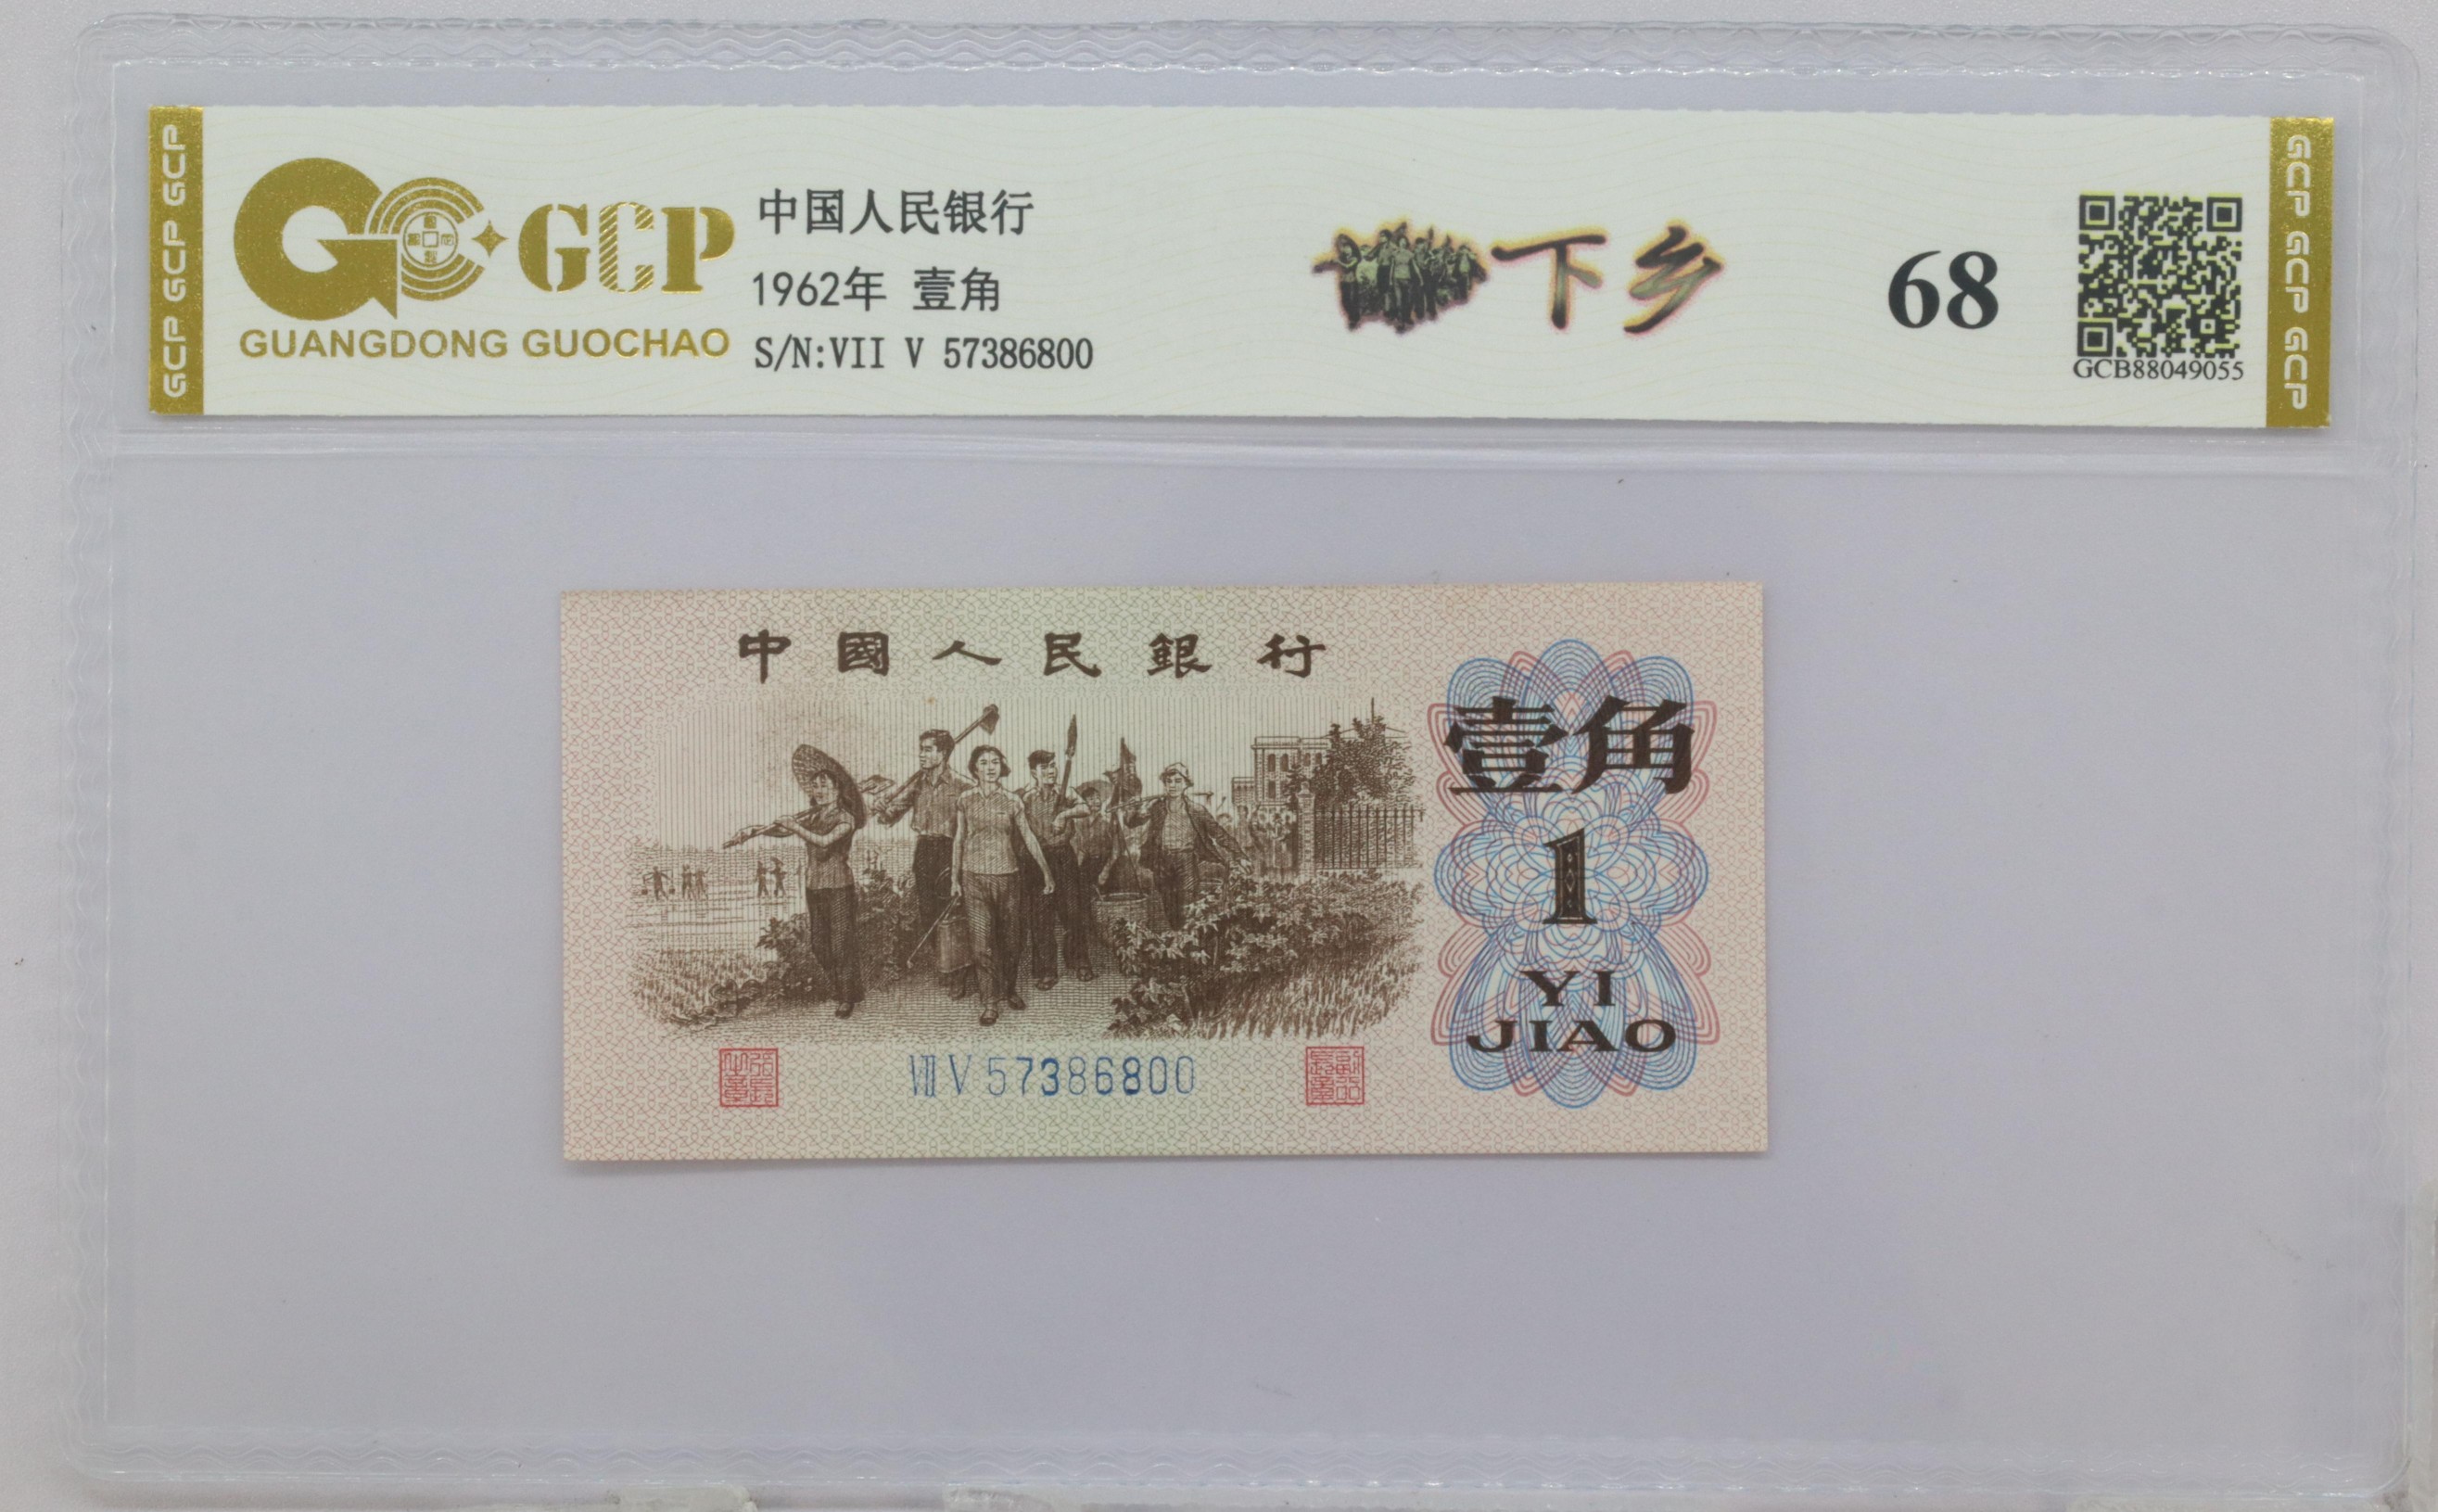 GCP GCP GCP
GCP
GUANGDONG GUOCHAO
中国人民银行
1962年 壹角
S/N:VII V 57386800
下乡
68
GCB88049055
GCP GCP GCP
中國人民銀行
壹角
1
YI
JIAO
VII V 57386800